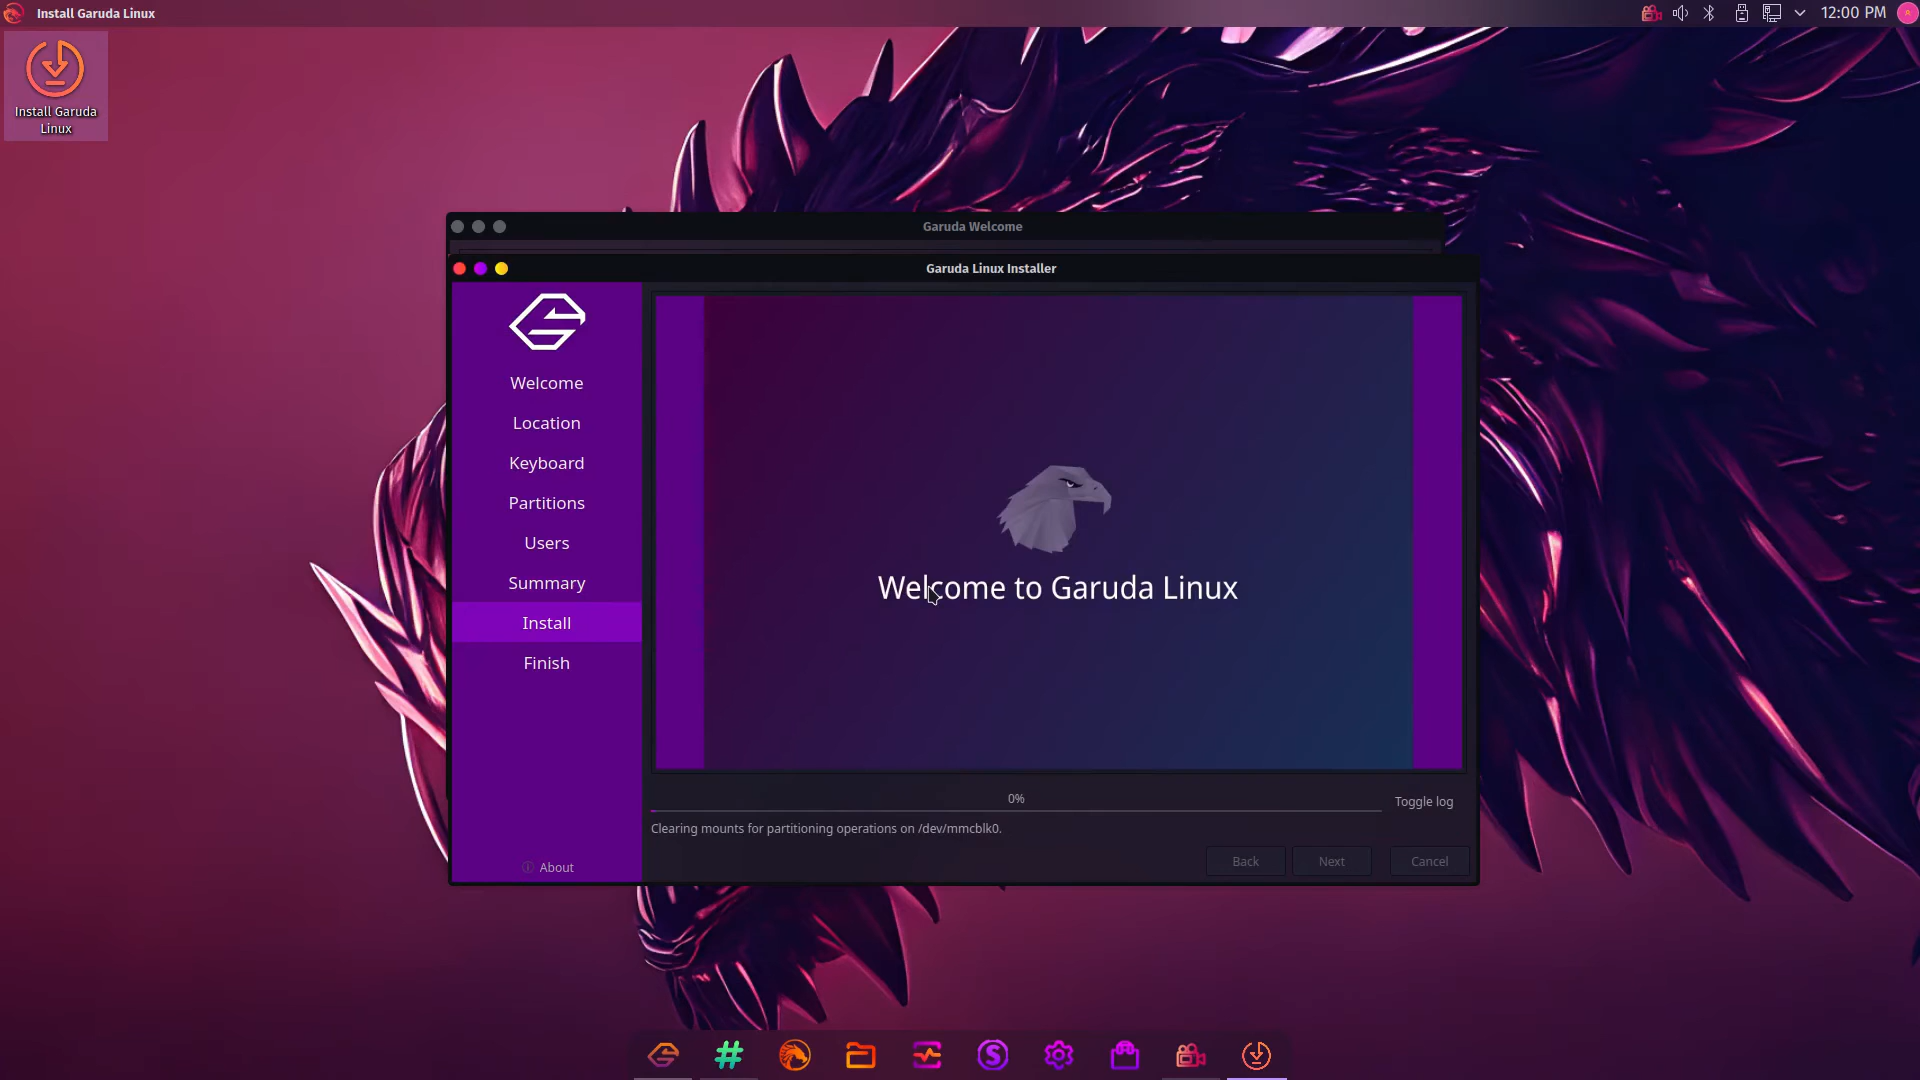 Install Garuda Linux
12:00 PM
Install Garuda
Linux
Garuda Welcome
Garuda Linux Installer
Welcome
Location
Keyboard
Partitions
Users
Summary
Install
Finish
About
Welcome to Garuda Linux
0%
Toggle log
Clearing mounts for partitioning operations on /dev/mmcblk0.
Back
Next
Cancel